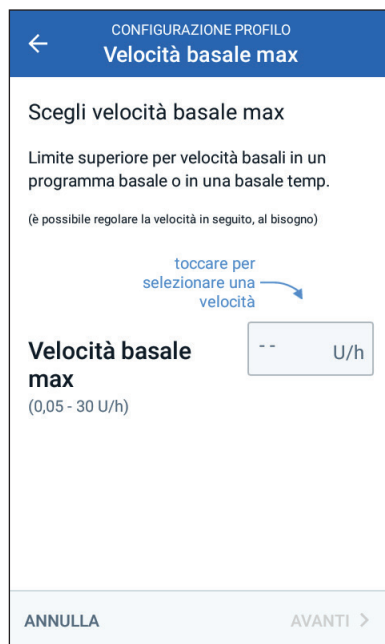 CONFIGURAZIONE PROFILO
Velocità basale max
Scegli velocità basale max
Limite superiore per velocità basali in un
programma basale o in una basale temp.
(è possibile regolare la velocità in seguito, al bisogno)
toccare per
selezionare una
velocità
Velocità basale
max
-- U/h
(0,05 - 30 U/h)
ANNULLA
AVANTI